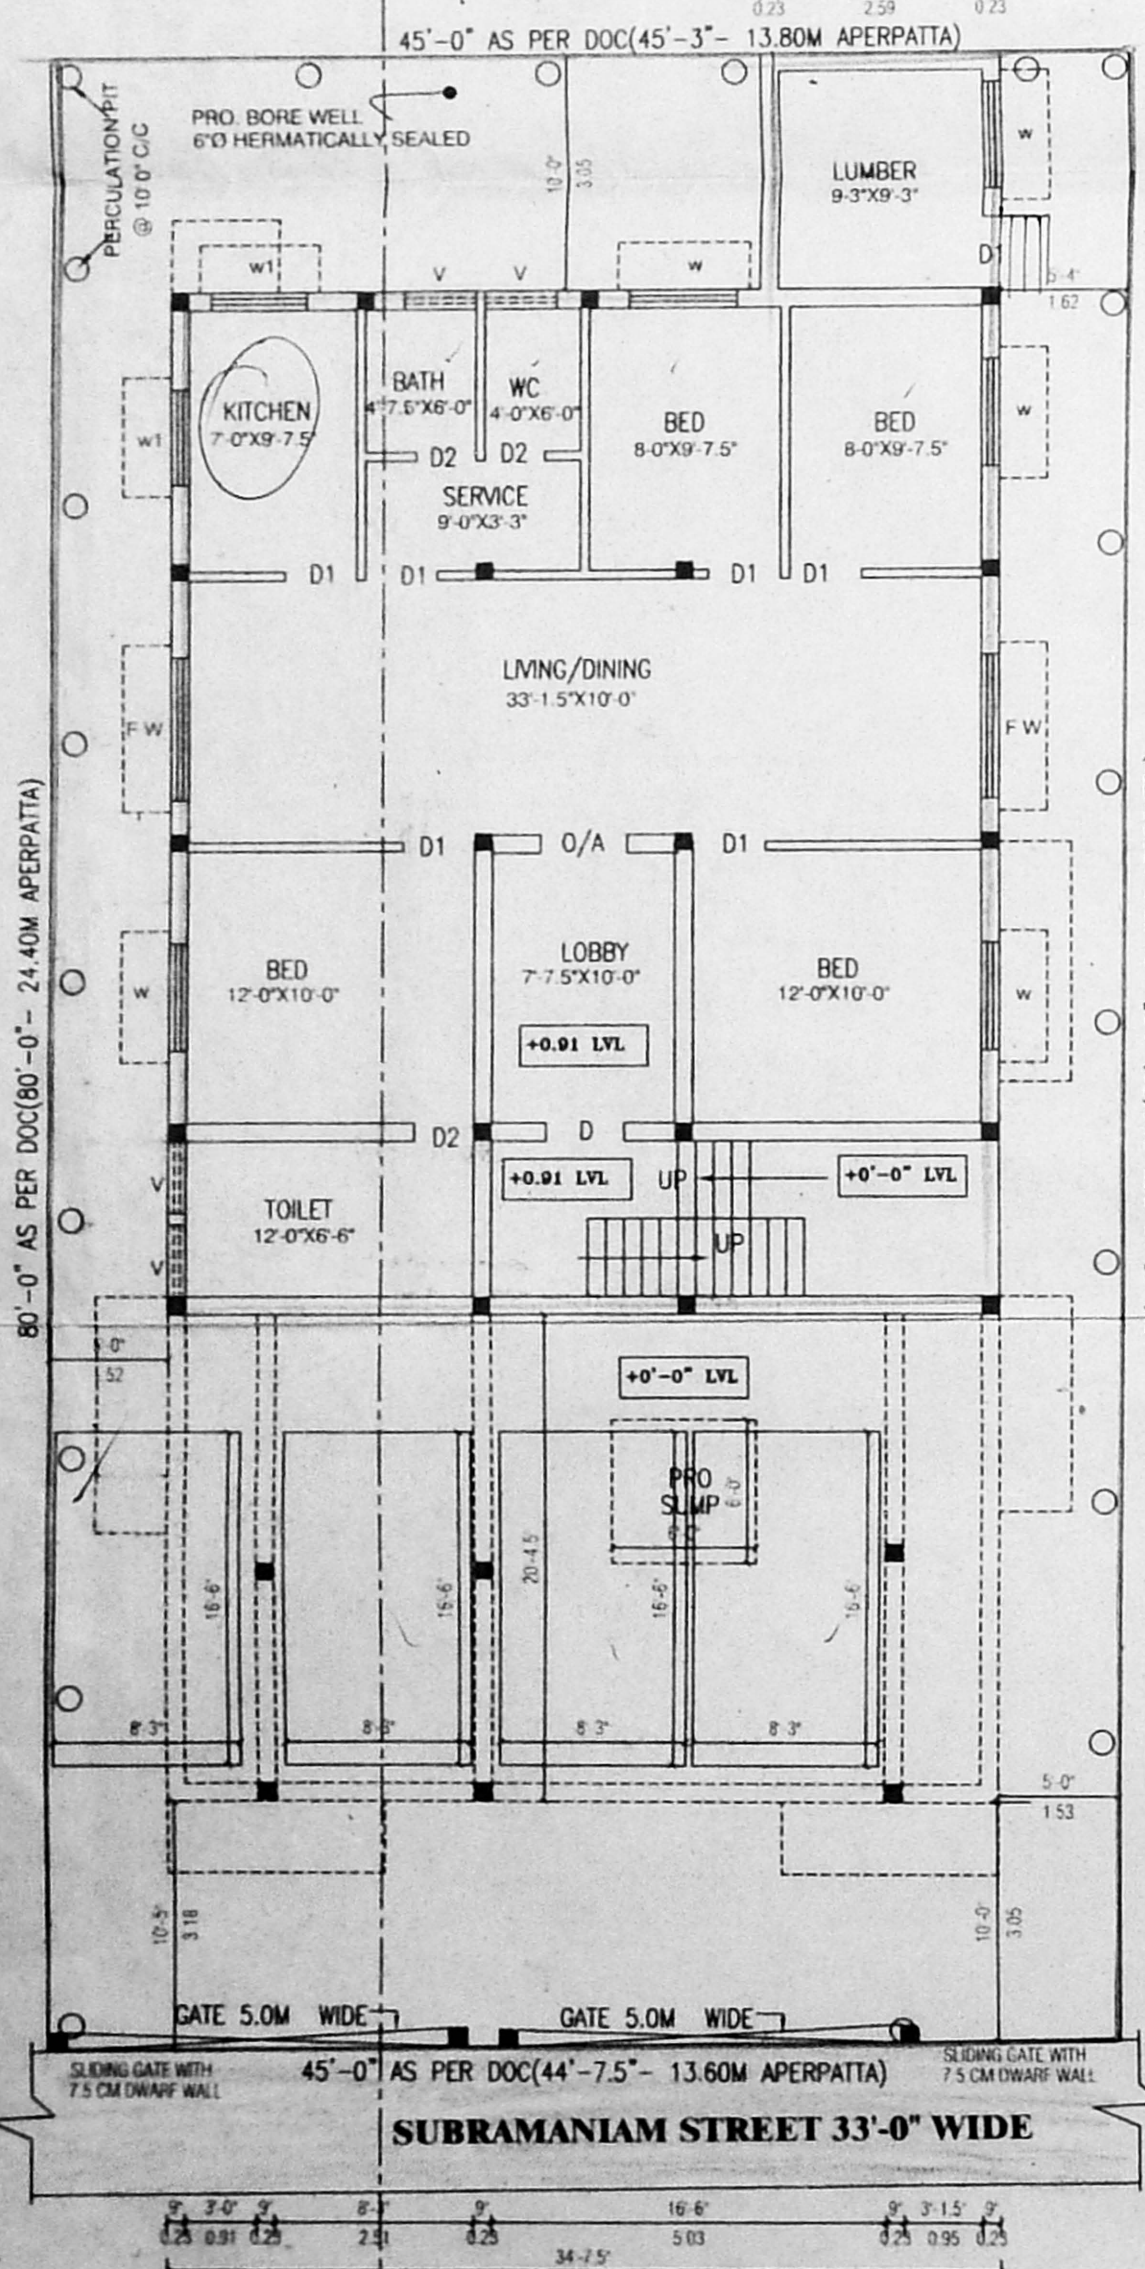 0.23 2.59 0.23
45'-0" AS PER DOC(45'-3"- 13.80M APERPATTA)
PERCULATION PIT
@ 10'0" C/C
PRO. BORE WELL
6"Ø HERMATICALLY SEALED
10'-0"
3.05
LUMBER
9-3"X9'-3"
W
D1
5'-4"
1.62
W1
V
V
W
KITCHEN
7'-0"X9'-7.5"
W1
BATH
4'-7.5"X6'-0"
WC
4'-0"X6'-0"
BED
8-0"X9'-7.5"
BED
8-0"X9'-7.5"
W
D2
D2
SERVICE
9'-0"X3'-3"
D1
D1
D1
D1
LIVING/DINING
33'-1.5"X10'-0"
F W
F W
80'-0" AS PER DOC(80'-0"- 24.40M APERPATTA)
D1
O/A
D1
BED
12'-0"X10'-0"
LOBBY
7'-7.5"X10'-0"
BED
12'-0"X10'-0"
W
W
+0.91 LVL
D2
D
+0.91 LVL
UP
+0'-0" LVL
V
V
TOILET
12'-0"X6'-6"
UP
0"
52
+0'-0" LVL
PRO
SUMP
6'-0"
20'-4.5"
16'-6"
16'-6"
16'-6"
16'-6"
8'-3"
8'-3"
8'-3"
8'-3"
5'-0"
1.53
10'-5"
3.18
10'-0"
3.05
GATE 5.0M WIDE
GATE 5.0M WIDE
SLIDING GATE WITH
7.5 CM DWARF WALL
45'-0" AS PER DOC(44'-7.5"- 13.60M APERPATTA)
SLIDING GATE WITH
7.5 CM DWARF WALL
SUBRAMANIAM STREET 33'-0" WIDE
9" 3'-0" 9" 8'-3" 9" 16'-6" 9" 3'-1.5" 9"
0.23 0.91 0.23 2.51 0.23 5.03 0.23 0.95 0.23
34'-7.5"